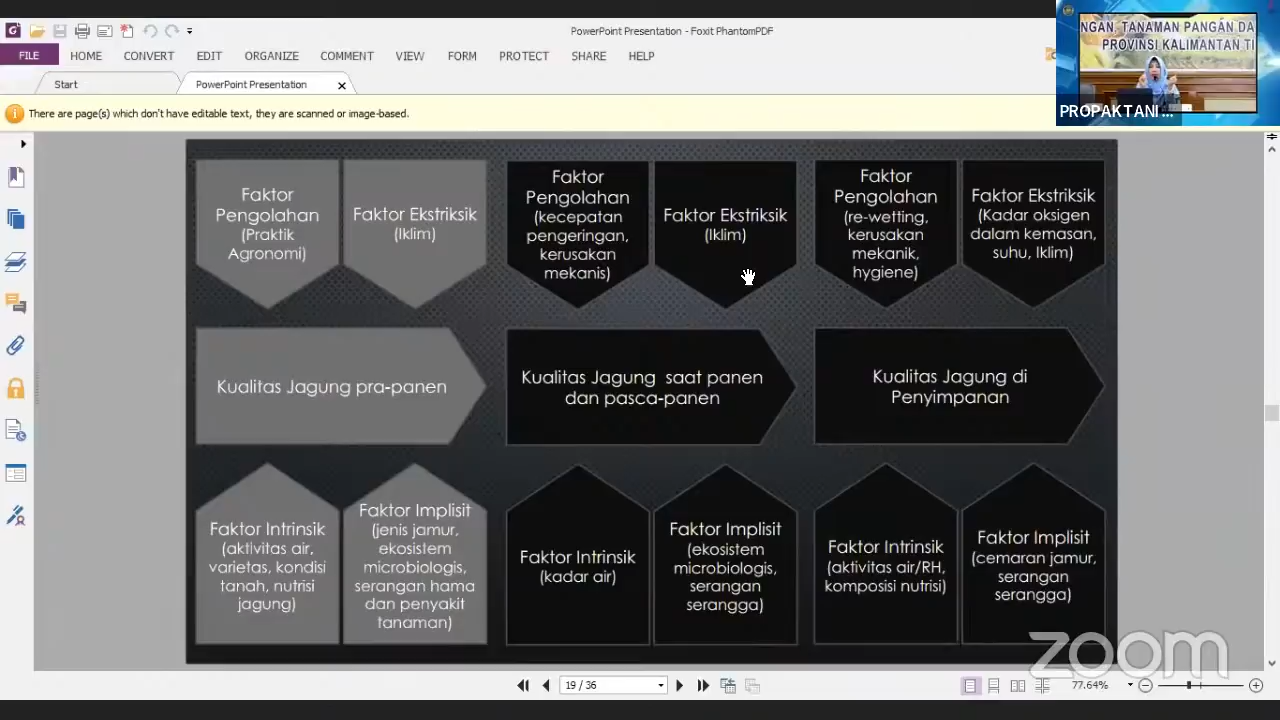 PowerPoint Presentation - Foxit PhantomPDF
FILE HOME CONVERT EDIT ORGANIZE COMMENT VIEW FORM PROTECT SHARE HELP
Start
PowerPoint Presentation
There are page(s) which don't have editable text, they are scanned or image-based.
NGAN, TANAMAN PANGAN DA
PROVINSI KALIMANTAN TI
PROPAKTANI ...
Faktor
Pengolahan
(Praktik
Agronomi)
Faktor Ekstriksik
(Iklim)
Faktor
Pengolahan
(kecepatan
pengeringan,
kerusakan
mekanis)
Faktor Ekstriksik
(Iklim)
Faktor
Pengolahan
(re-wetting,
kerusakan
mekanik,
hygiene)
Faktor Ekstriksik
(Kadar oksigen
dalam kemasan,
suhu, Iklim)
Kualitas Jagung pra-panen
Kualitas Jagung saat panen
dan pasca-panen
Kualitas Jagung di
Penyimpanan
Faktor Intrinsik
(aktivitas air,
varietas, kondisi
tanah, nutrisi
jagung)
Faktor Implisit
(jenis jamur,
ekosistem
microbiologis,
serangan hama
dan penyakit
tanaman)
Faktor Intrinsik
(kadar air)
Faktor Implisit
(ekosistem
microbiologis,
serangan
serangga)
Faktor Intrinsik
(aktivitas air/RH,
komposisi nutrisi)
Faktor Implisit
(cemaran jamur,
serangan
serangga)
zoom
19 / 36
77.64%